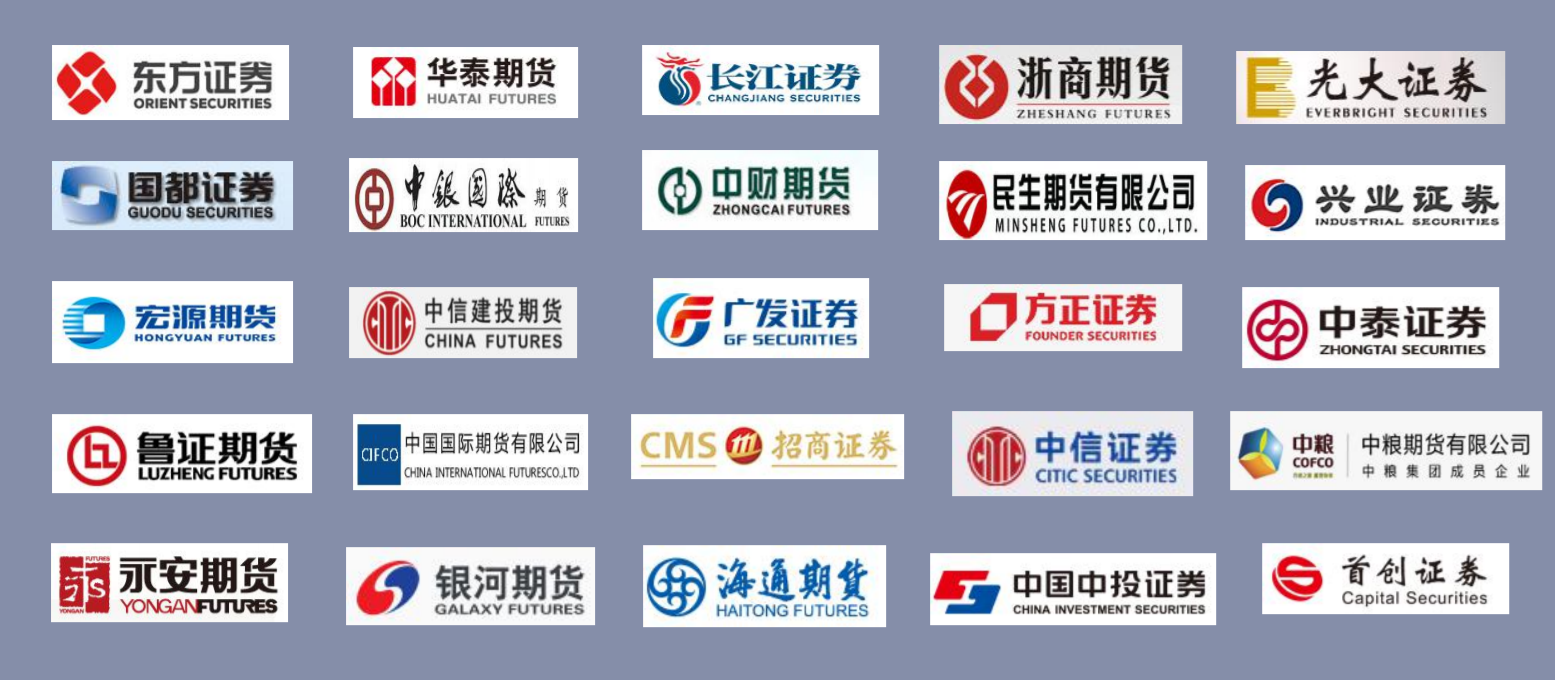 东方证券
ORIENT SECURITIES
华泰期货
HUATAI FUTURES
长江证券
CHANGJIANG SECURITIES
浙商期货
ZHESHANG FUTURES
光大证券
EVERBRIGHT SECURITIES
国都证券
GUODU SECURITIES
中銀國際 期货
BOC INTERNATIONAL FUTURES
中财期货
ZHONGCAI FUTURES
民生期货有限公司
MINSHENG FUTURES CO.,LTD.
兴业证券
INDUSTRIAL SECURITIES
宏源期货
HONGYUAN FUTURES
中信建投期货
CHINA FUTURES
广发证券
GF SECURITIES
方正证券
FOUNDER SECURITIES
中泰证券
ZHONGTAI SECURITIES
鲁证期货
LUZHENG FUTURES
CIFCO
中国国际期货有限公司
CHINA INTERNATIONAL FUTURESCO.,LTD
CMS 招商证券
中信证券
CITIC SECURITIES
中粮
COFCO
中粮期货有限公司
中粮集团成员企业
FUTURES
YONGAN
永安期货
YONGANFUTURES
银河期货
GALAXY FUTURES
海通期货
HAITONG FUTURES
中国中投证券
CHINA INVESTMENT SECURITIES
首创证券
Capital Securities